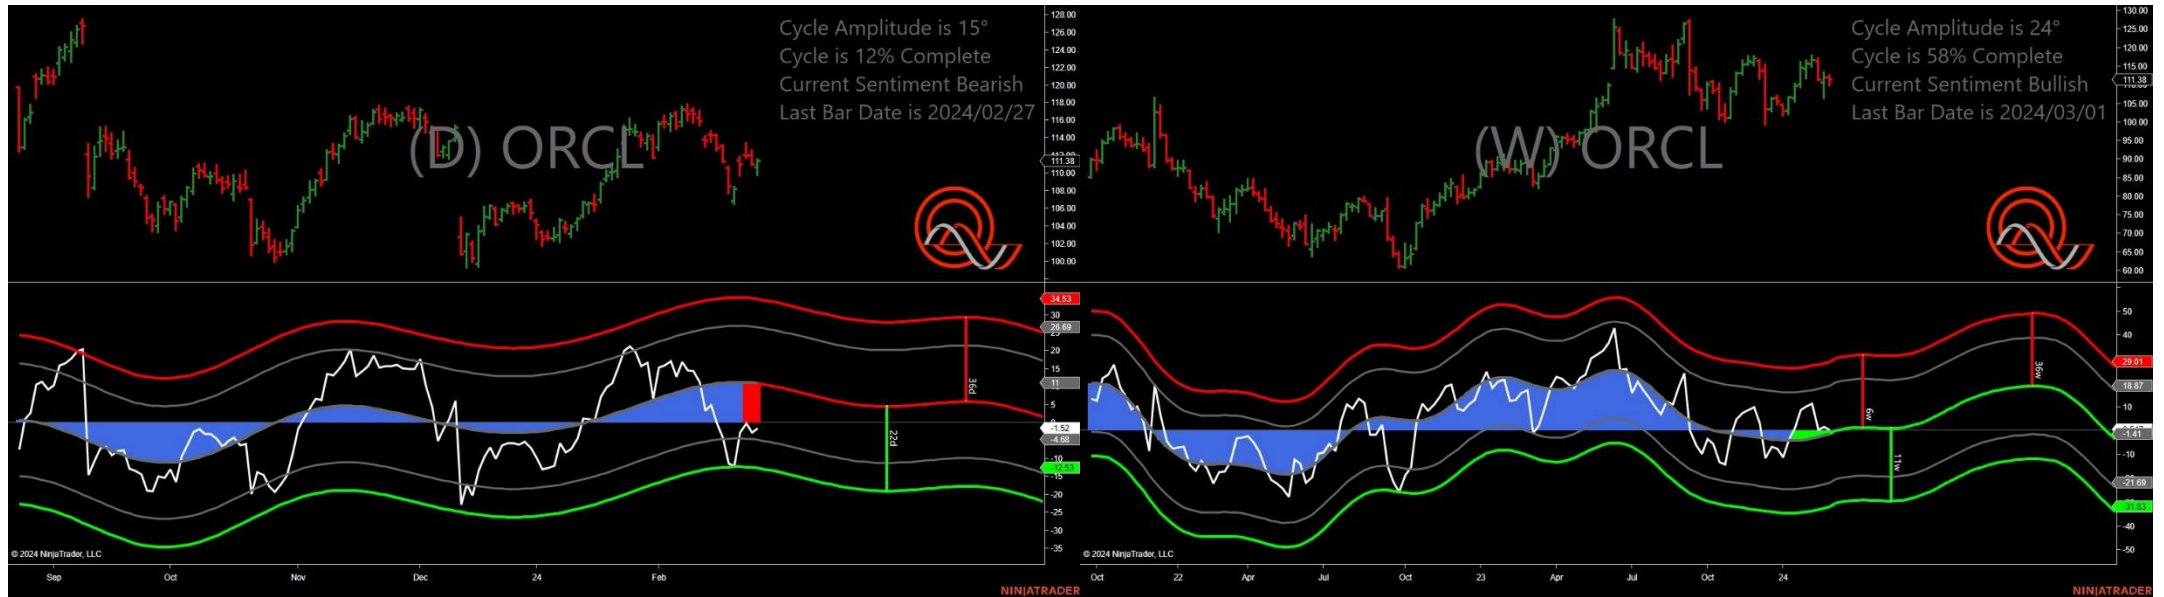 Cycle Amplitude is 15°
Cycle is 12% Complete
Current Sentiment Bearish
Last Bar Date is 2024/02/27
(D) ORCL
128.00
126.00
124.00
122.00
120.00
118.00
116.00
114.00
111.38
110.00
108.00
106.00
104.00
102.00
100.00
34.53
30
26.69
20
15
11
5
-1.52
-4.68
-12.53
-20
-25
-30
-35
36d
22d
© 2024 NinjaTrader, LLC
Sep Oct Nov Dec 24 Feb
NINJATRADER
Cycle Amplitude is 24°
Cycle is 58% Complete
Current Sentiment Bullish
Last Bar Date is 2024/03/01
(W) ORCL
130.00
125.00
120.00
115.00
111.38
105.00
100.00
95.00
90.00
85.00
80.00
75.00
70.00
65.00
60.00
50
40
29.01
18.87
10
-1.41
-10
-21.69
-31.83
-40
-50
6w
11w
36w
© 2024 NinjaTrader, LLC
Oct 22 Apr Jul Oct 23 Apr Jul Oct 24
NINJATRADER